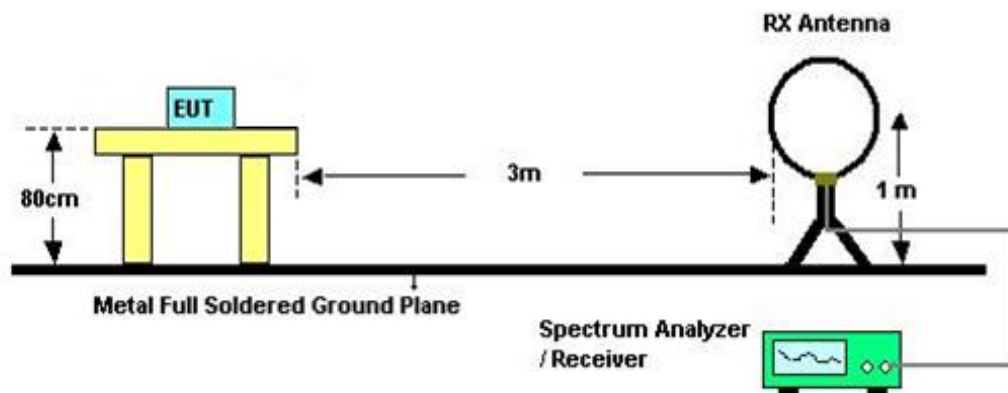 RX Antenna
EUT
80cm
3m
1 m
Metal Full Soldered Ground Plane
Spectrum Analyzer
/ Receiver